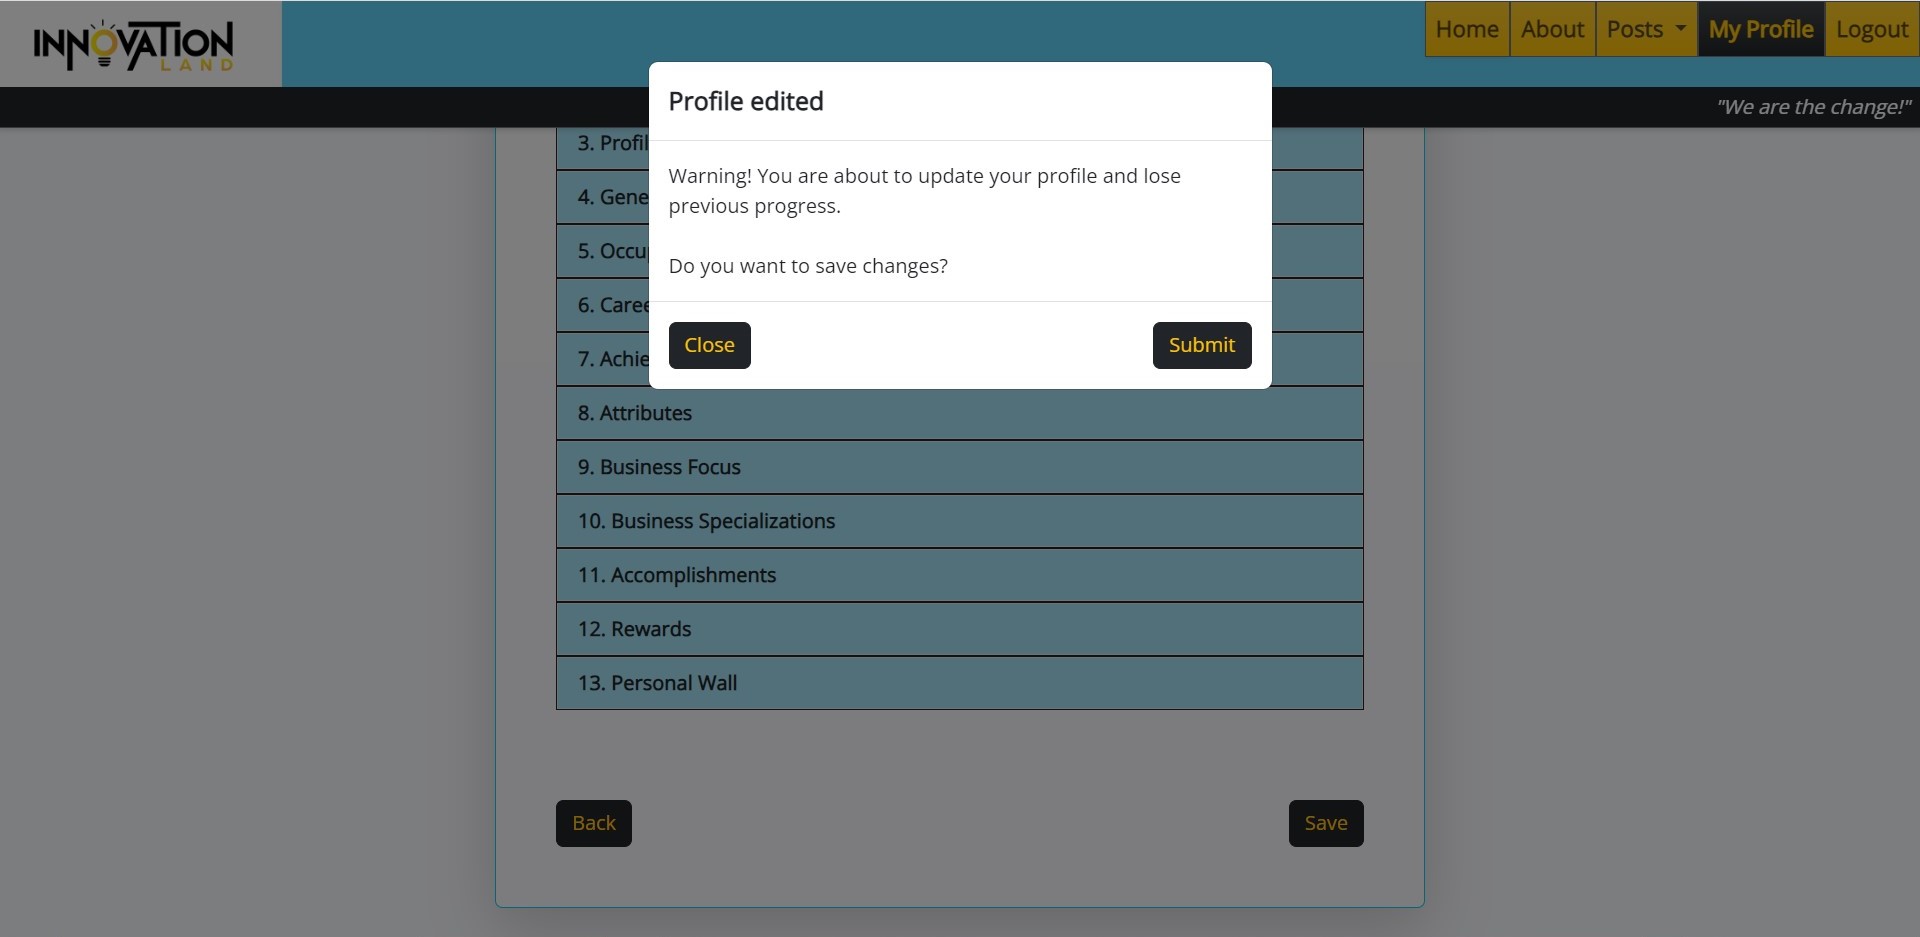 INNOVATION
LAND
Home About Posts My Profile Logout
"We are the change!"
Profile edited
Warning! You are about to update your profile and lose
previous progress.
Do you want to save changes?
Close Submit
3. Profil
4. Gene
5. Occu
6. Care
7. Achie
8. Attributes
9. Business Focus
10. Business Specializations
11. Accomplishments
12. Rewards
13. Personal Wall
Back Save